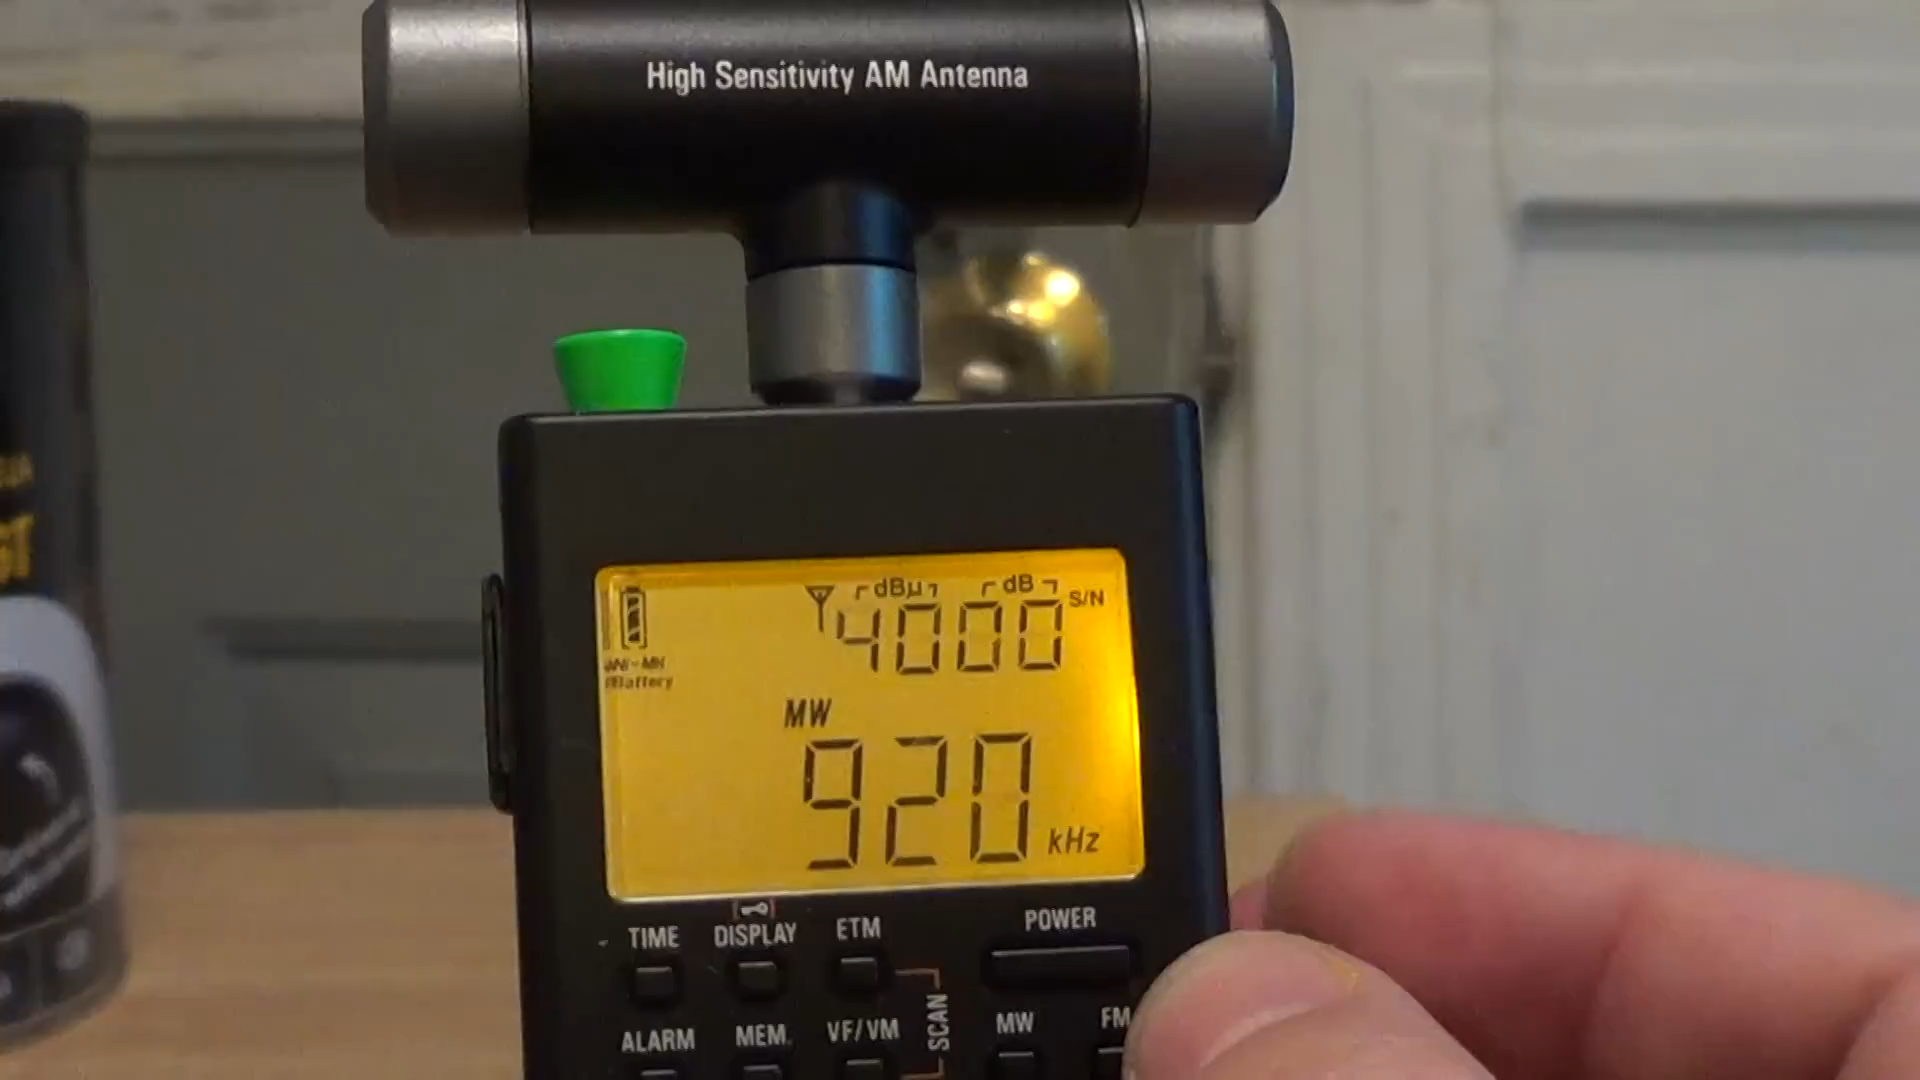 High Sensitivity AM Antenna
dBµ dB S/N
4000
Battery
MW
920 kHz
TIME DISPLAY ETM POWER
ALARM MEM. VF/VM SCAN MW FM